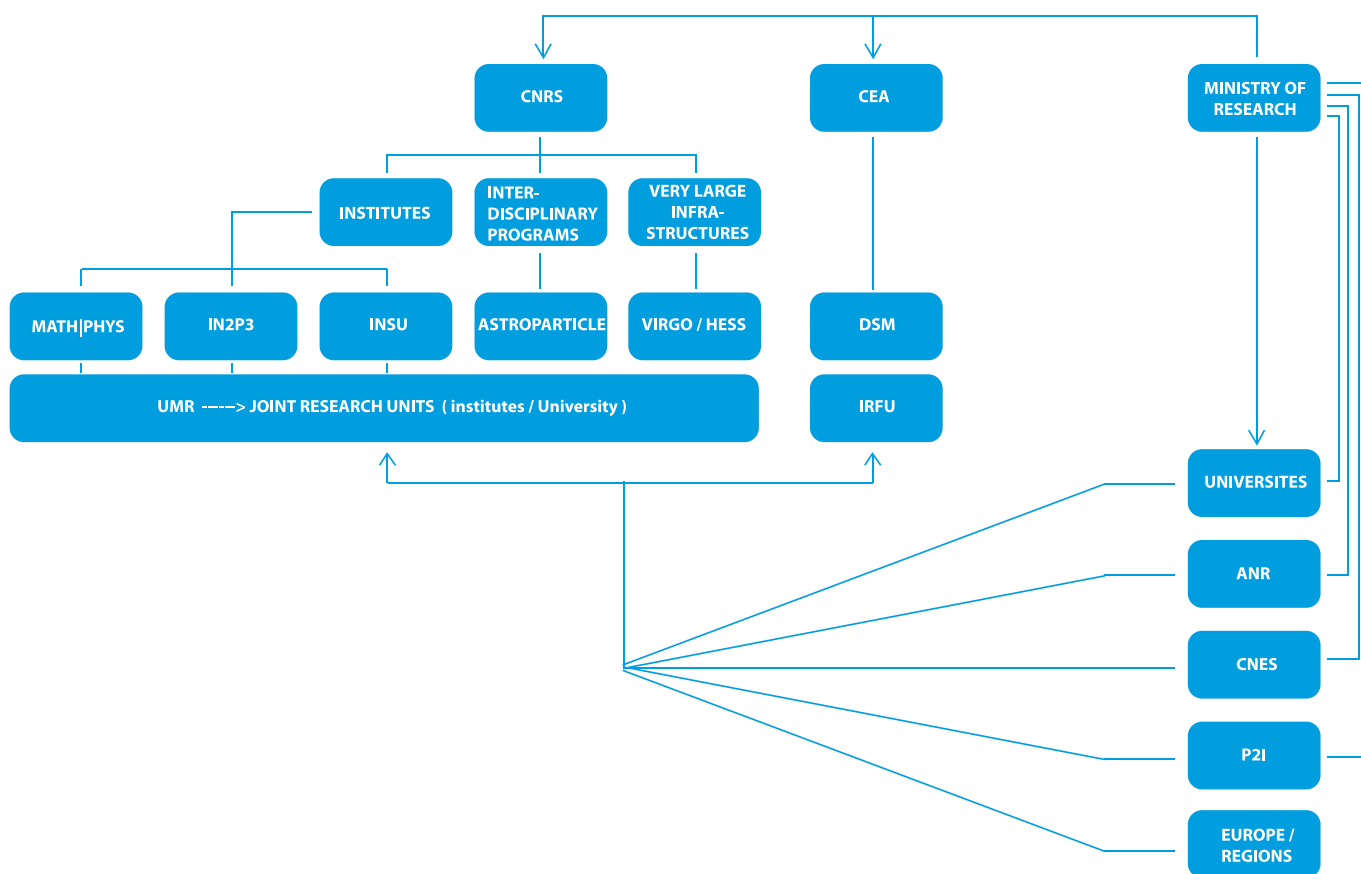 CNRS
CEA
MINISTRY OF
RESEARCH
INSTITUTES
INTER-
DISCIPLINARY
PROGRAMS
VERY LARGE
INFRA-
STRUCTURES
MATH|PHYS
IN2P3
INSU
ASTROPARTICLE
VIRGO / HESS
DSM
UMR -----> JOINT RESEARCH UNITS ( institutes / University )
IRFU
UNIVERSITES
ANR
CNES
P2I
EUROPE /
REGIONS